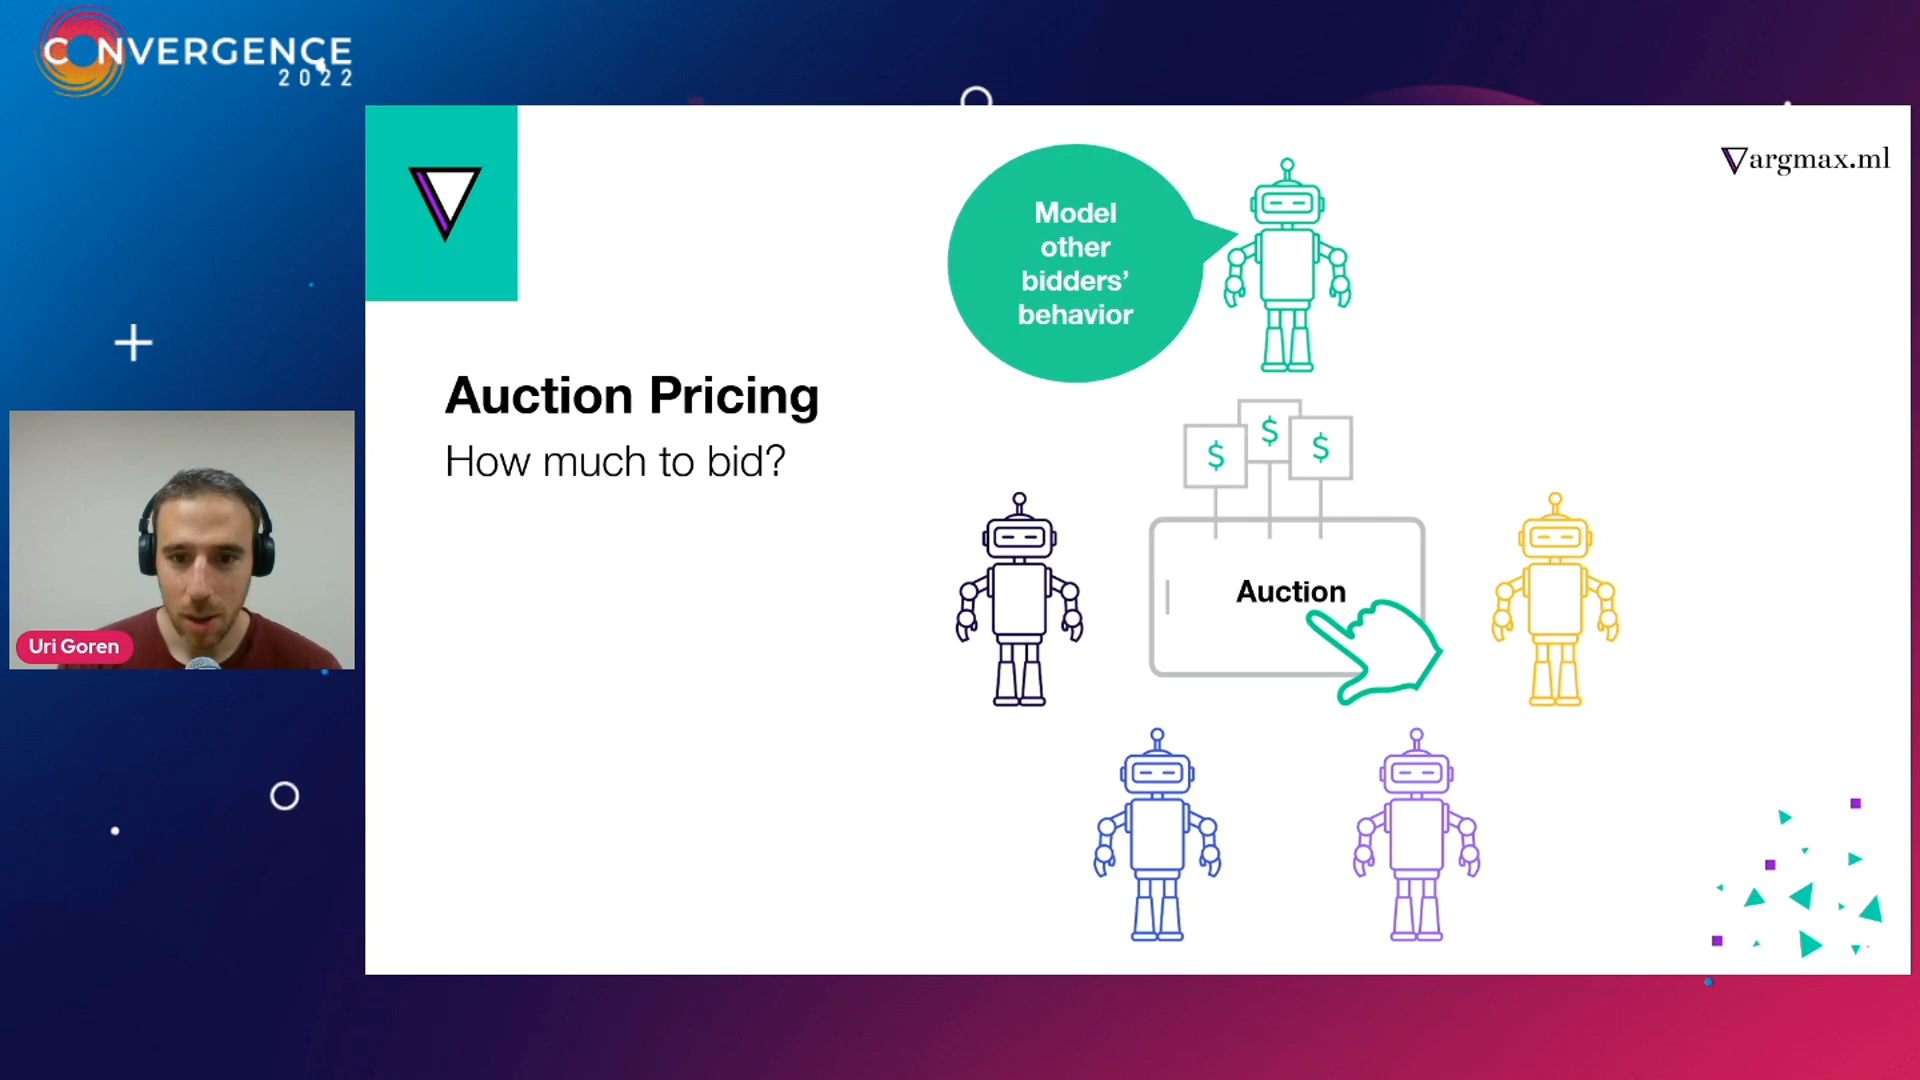 CONVERGENCE
2022
argmax.ml
Model
other
bidders’
behavior
Auction Pricing
How much to bid?
$ $ $
Auction
Uri Goren